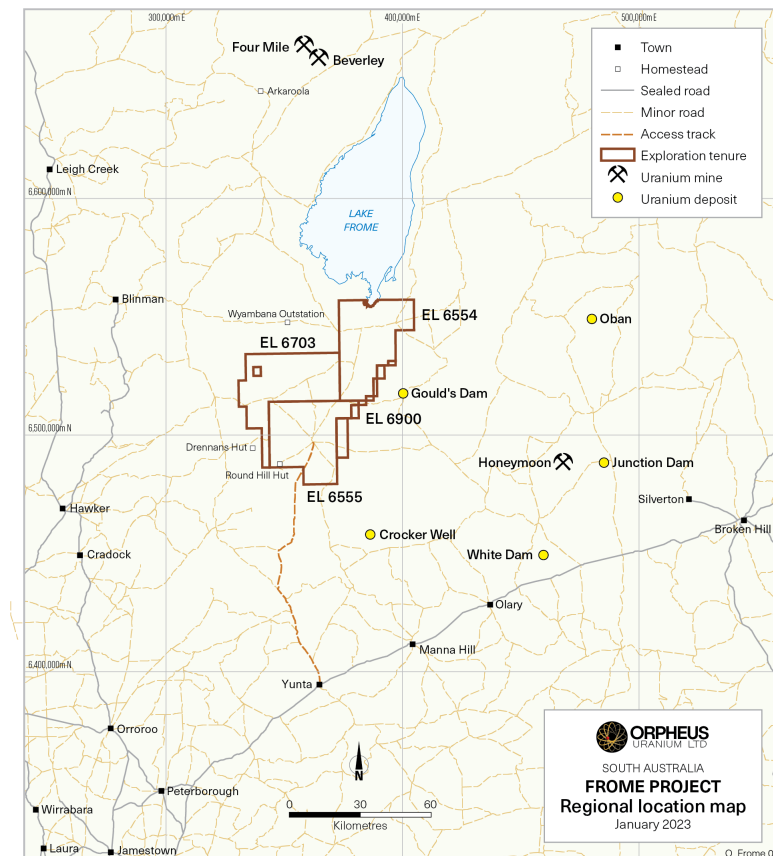 300,000m E
400,000m E
500,000m E
Four Mile
Beverley
Arkaroola
Town
Homestead
Sealed road
Minor road
Access track
Exploration tenure
Uranium mine
Uranium deposit
Leigh Creek
6,600,000m N
LAKE
FROME
Blinman
Wyambana Outstation
EL 6554
Oban
EL 6703
Gould's Dam
EL 6900
6,500,000m N
Drennans Hut
Round Hill Hut
Honeymoon
Junction Dam
EL 6555
Silverton
Hawker
Broken Hill
Crocker Well
Cradock
White Dam
Olary
Manna Hill
6,400,000m N
Yunta
Orroroo
N
Peterborough
0 30 60
Kilometres
Wirrabara
Laura
Jamestown
ORPHEUS
URANIUM LTD
SOUTH AUSTRALIA
FROME PROJECT
Regional location map
January 2023